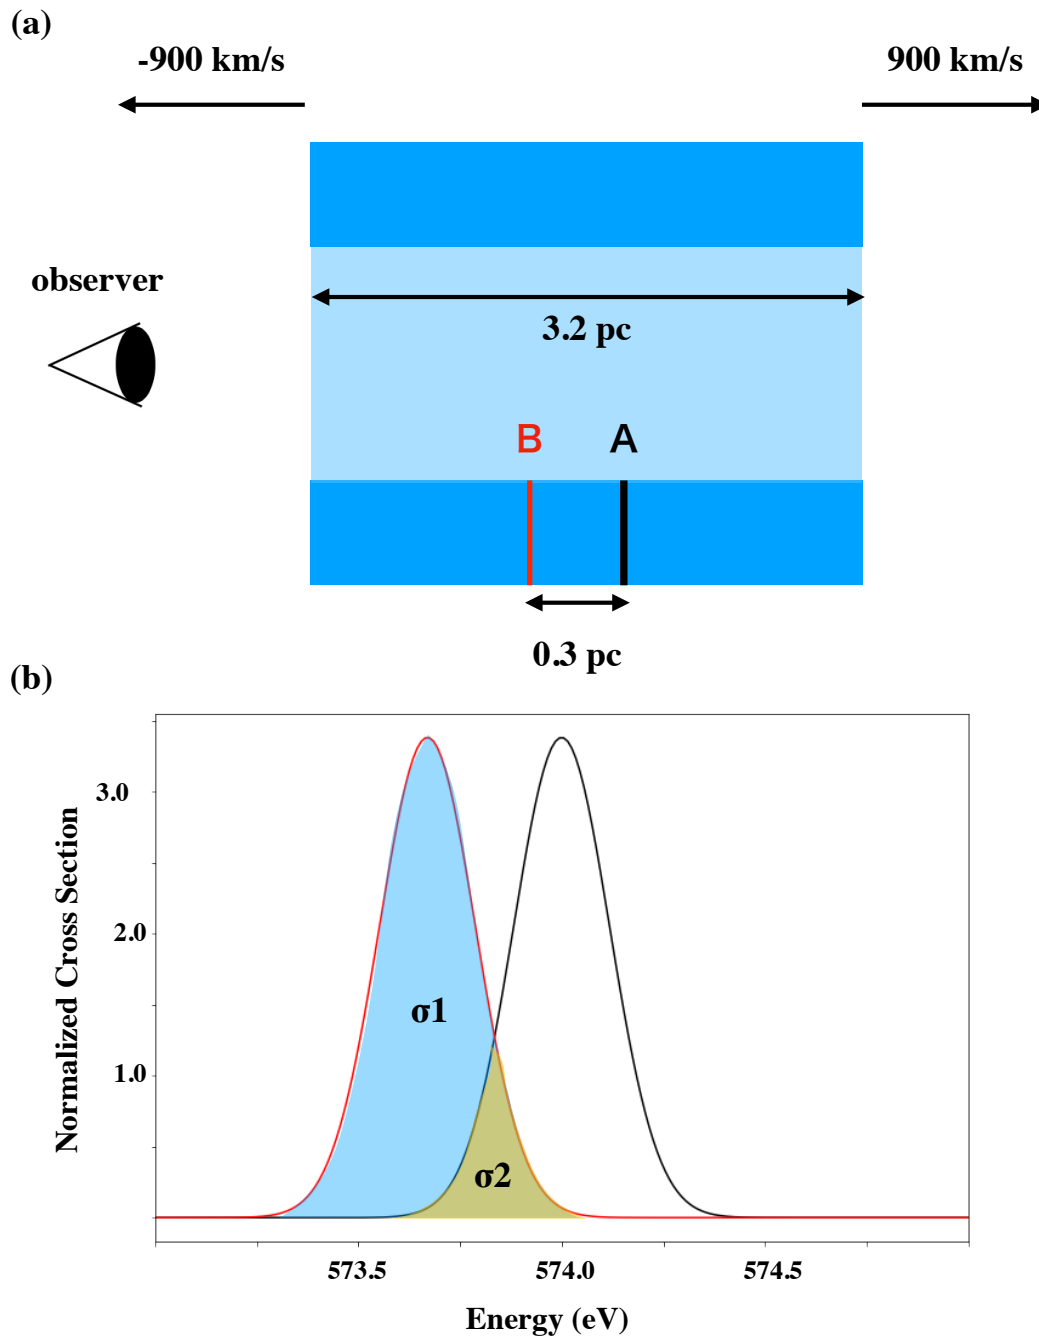 (a)
-900 km/s
900 km/s
observer
3.2 pc
B
A
0.3 pc
(b)
3.0
2.0
1.0
Normalized Cross Section
σ1
σ2
573.5
574.0
574.5
Energy (eV)